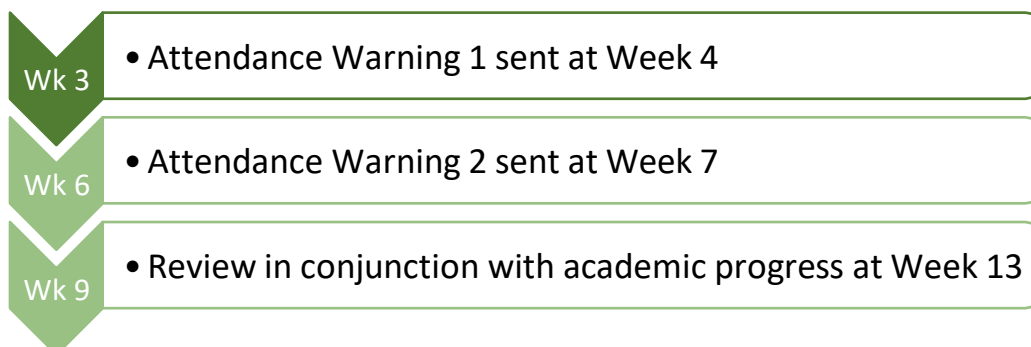 Wk 3
• Attendance Warning 1 sent at Week 4
Wk 6
• Attendance Warning 2 sent at Week 7
Wk 9
• Review in conjunction with academic progress at Week 13